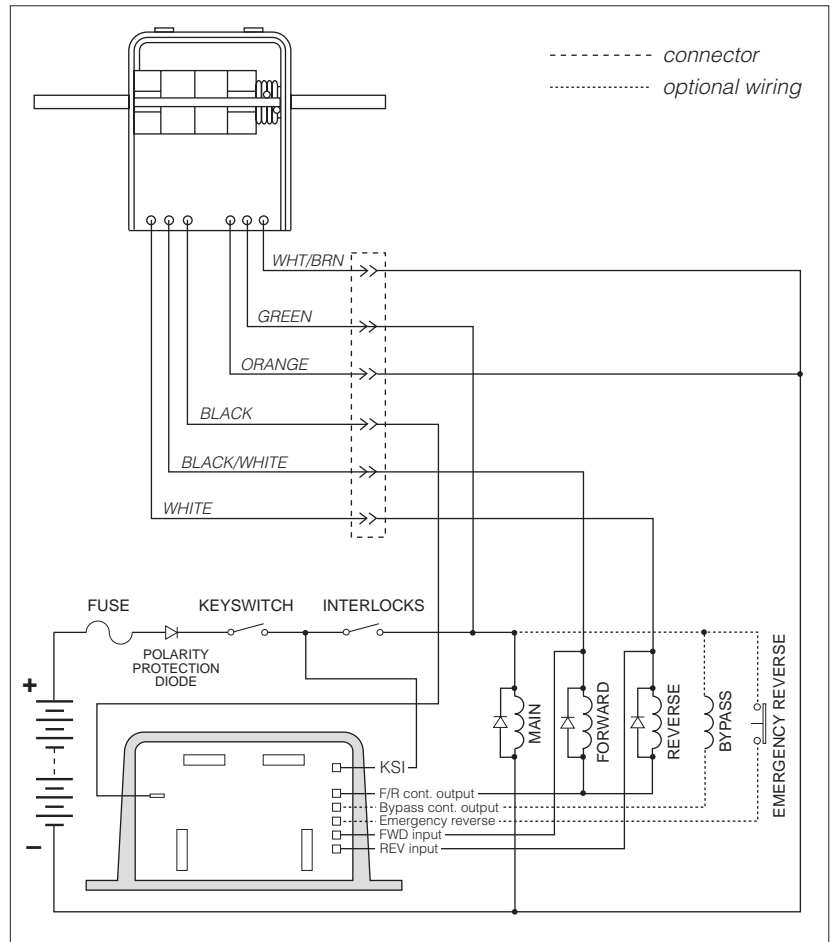 connector
optional wiring
WHT/BRN
GREEN
ORANGE
BLACK
BLACK/WHITE
WHITE
FUSE
KEYSWITCH
INTERLOCKS
POLARITY
PROTECTION
DIODE
+
–
MAIN
FORWARD
REVERSE
BYPASS
EMERGENCY REVERSE
KSI
F/R cont. output
Bypass cont. output
Emergency reverse
FWD input
REV input